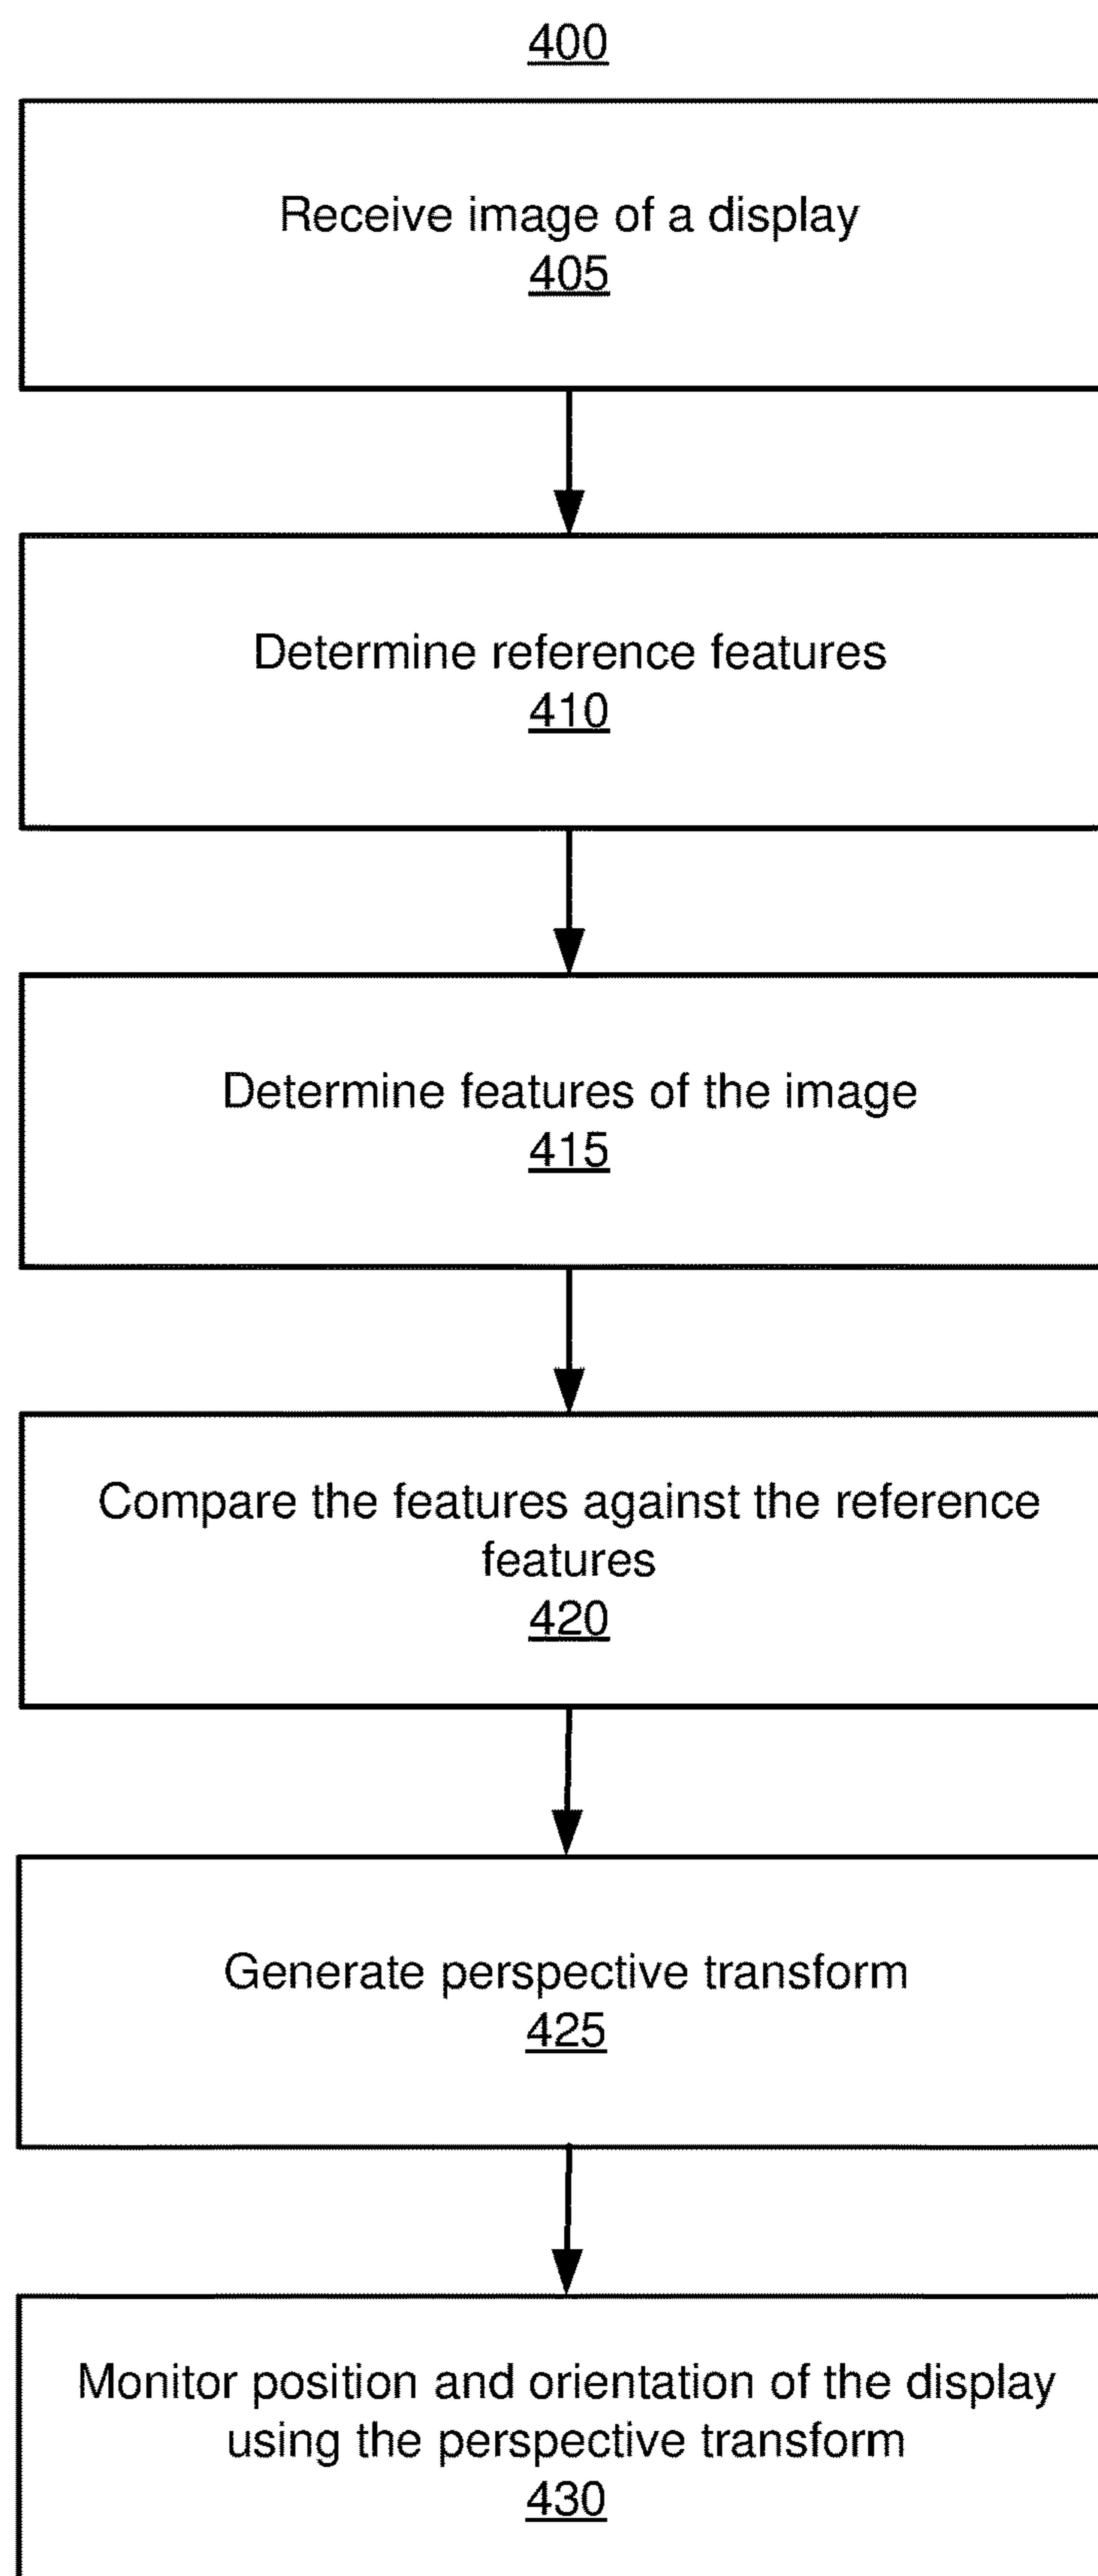 400
Receive image of a display
405
Determine reference features
410
Determine features of the image
415
Compare the features against the reference
features
420
Generate perspective transform
425
Monitor position and orientation of the display
using the perspective transform
430